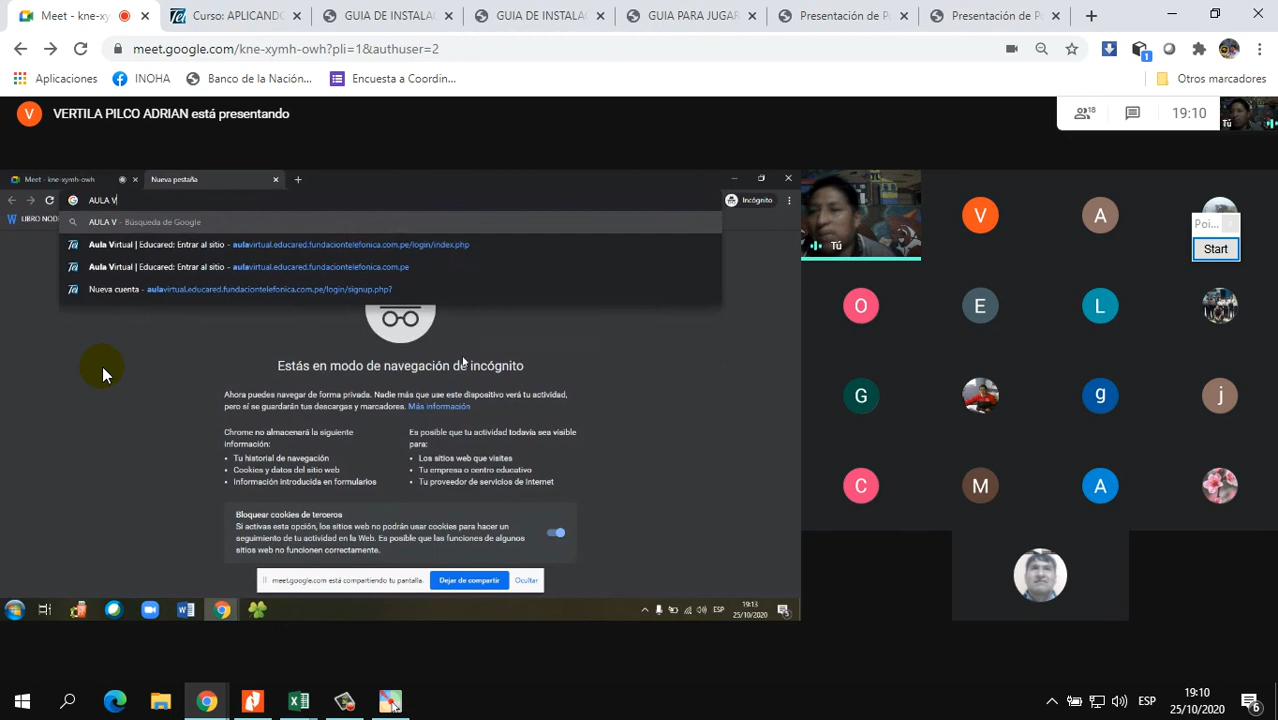 Meet - kne-xy
Curso: APLICANDO
GUIA DE INSTALA
GUIA DE INSTALA
GUIA PARA JUGAR
Presentación de P
Presentación de P
meet.google.com/kne-xymh-owh?pli=1&authuser=2
1
Aplicaciones
INOHA
Banco de la Nación...
Encuesta a Coordin...
Otros marcadores
V
VERTILA PILCO ADRIAN está presentando
18
19:10
Tú
Meet - kne-xymh-owh
Nueva pestaña
AULA V
Incógnito
LIBRO NOD
AULA V - Búsqueda de Google
Aula Virtual | Educared: Entrar al sitio - aulavirtual.educared.fundaciontelefonica.com.pe/login/index.php
Aula Virtual | Educared: Entrar al sitio - aulavirtual.educared.fundaciontelefonica.com.pe
Nueva cuenta - aulavirtual.educared.fundaciontelefonica.com.pe/login/signup.php?
Estás en modo de navegación de incógnito
Ahora puedes navegar de forma privada. Nadie más que use este dispositivo verá tu actividad,
pero sí se guardarán tus descargas y marcadores. Más información
Chrome no almacenará la siguiente
información:
• Tu historial de navegación
• Cookies y datos del sitio web
• Información introducida en formularios
Es posible que tu actividad todavía sea visible
para:
• Los sitios web que visites
• Tu empresa o centro educativo
• Tu proveedor de servicios de Internet
Bloquear cookies de terceros
Si activas esta opción, los sitios web no podrán usar cookies para hacer un
seguimiento de tu actividad en la Web. Es posible que las funciones de algunos
sitios web no funcionen correctamente.
meet.google.com está compartiendo tu pantalla.
Dejar de compartir
Ocultar
ESP
19:13
25/10/2020
Tú
V
A
Poi...
Start
O
E
L
G
g
j
C
M
A
ESP
19:10
25/10/2020
6